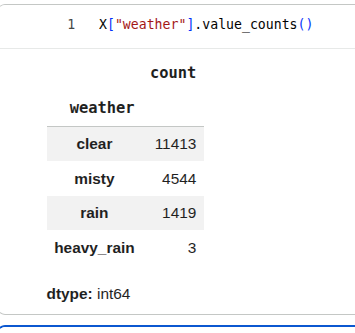 1 X["weather"].value_counts()
count
weather
clear 11413
misty 4544
rain 1419
heavy_rain 3
dtype: int64